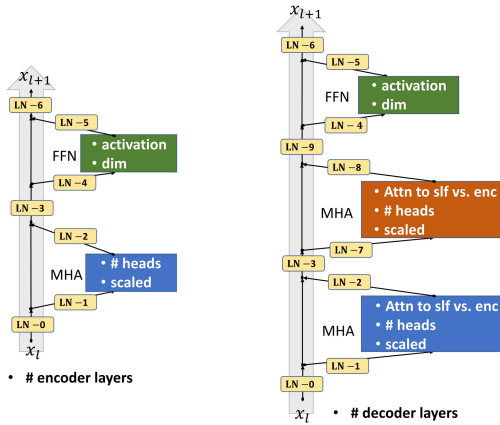 x_{l+1}
LN −6
LN −5
FFN
• activation
• dim
LN −4
LN −3
LN −2
MHA
• # heads
• scaled
LN −1
LN −0
x_l
• # encoder layers
x_{l+1}
LN −6
LN −5
FFN
• activation
• dim
LN −4
LN −9
LN −8
MHA
• Attn to slf vs. enc
• # heads
• scaled
LN −7
LN −3
LN −2
MHA
• Attn to slf vs. enc
• # heads
• scaled
LN −1
LN −0
x_l
• # decoder layers